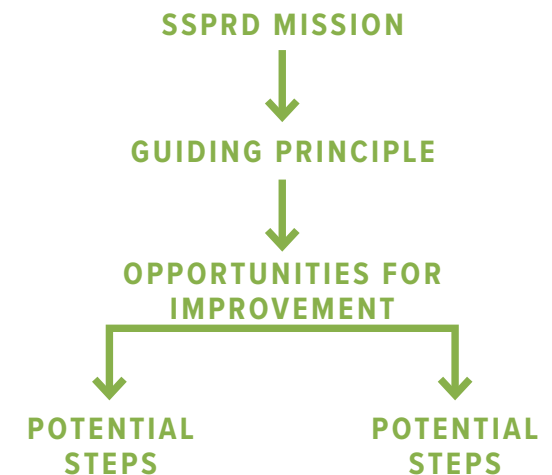 SSPRD MISSION
GUIDING PRINCIPLE
OPPORTUNITIES FOR
IMPROVEMENT
POTENTIAL
STEPS
POTENTIAL
STEPS